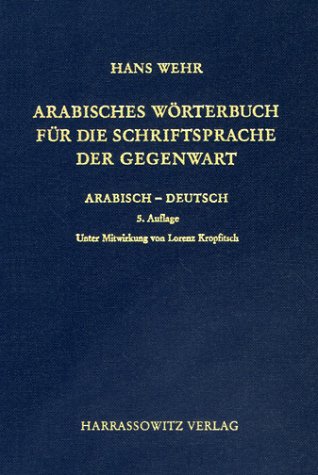 HANS WEHR
ARABISCHES WÖRTERBUCH
FÜR DIE SCHRIFTSPRACHE
DER GEGENWART
ARABISCH – DEUTSCH
5. Auflage
Unter Mitwirkung von Lorenz Kropfitsch
HARRASSOWITZ VERLAG